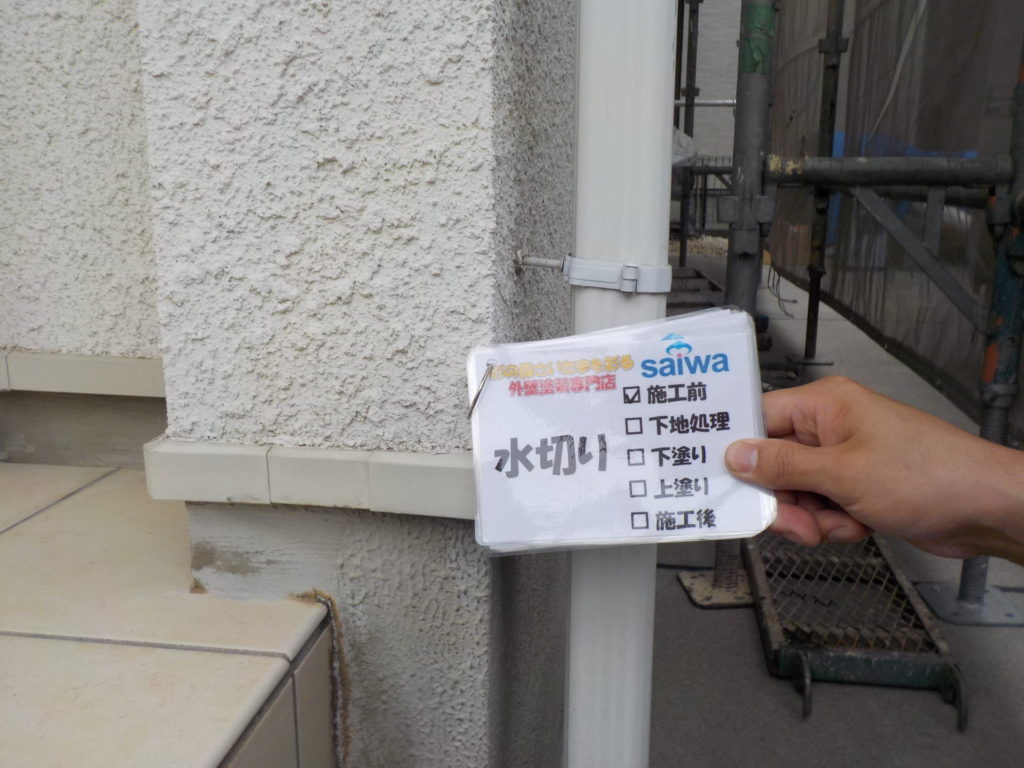 saiwa
外壁塗装専門店
水切り
☑ 施工前
☐ 下地処理
☐ 下塗り
☐ 上塗り
☐ 施工後